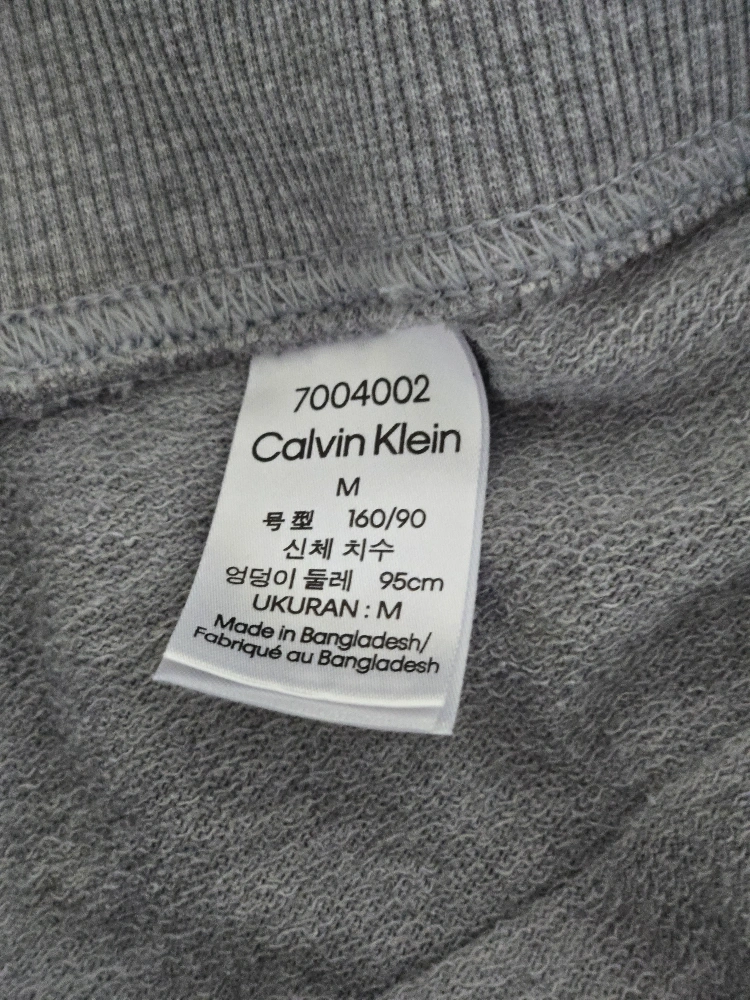 7004002
Calvin Klein
M
号型 160/90
신체 치수
엉덩이 둘레 95cm
UKURAN : M
Made in Bangladesh/
Fabriqué au Bangladesh